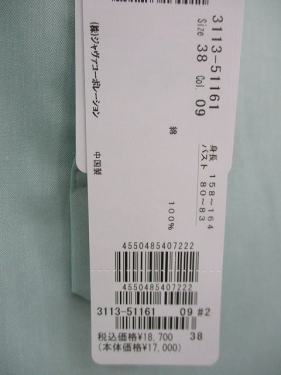 3113-51161
Size 38 Col. 09
身長 158~164
バスト 80~83
綿 100%
(株)ジャヴァコーポレーション
中国製
4550485407222
4550485407222
3113-51161 09 #2
税込価格¥18,700 38
(本体価格¥17,000)